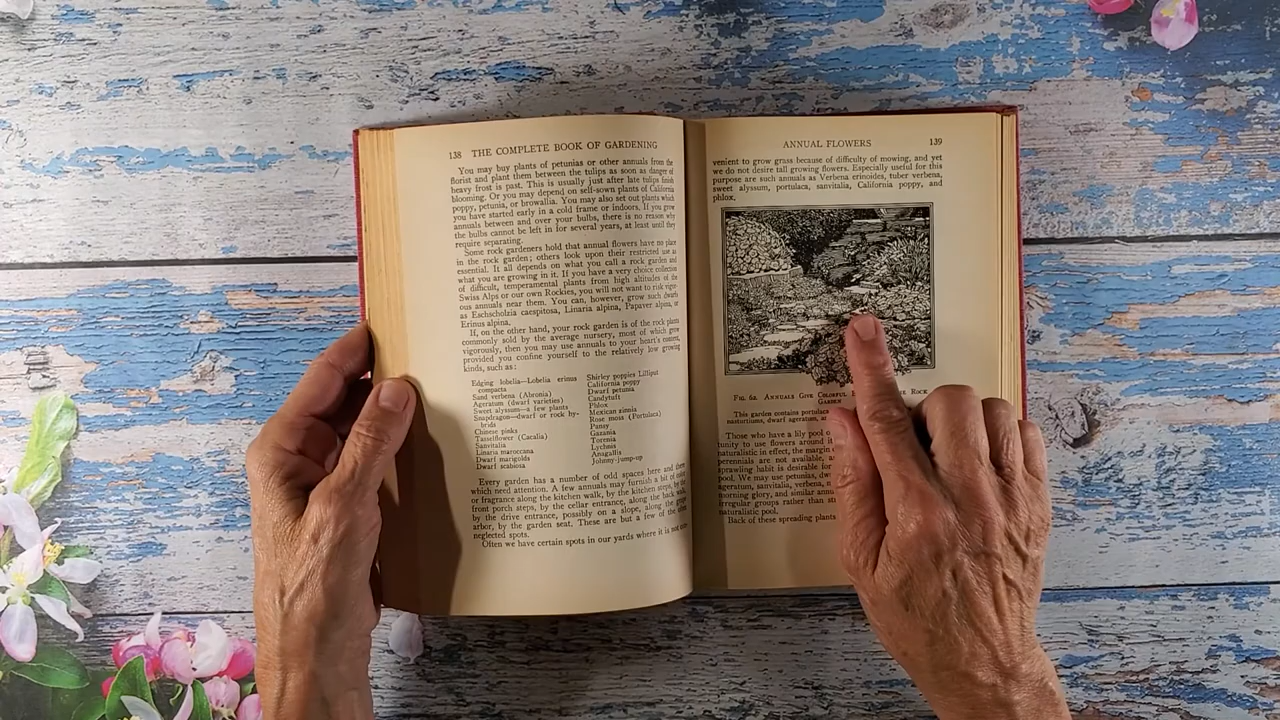 138 THE COMPLETE BOOK OF GARDENING
You may buy plants of petunias or other annuals from the
florist and plant them between the tulips as soon as danger of
heavy frost is past. This is usually just after late tulips finish
blooming. Or you may depend on self-sown plants of California
poppy, petunia, or browallia. You may also set out plants which
you have started early in a cold frame or indoors. If you grow
annuals between and over your bulbs, there is no reason why
the bulbs cannot be left in for several years, at least until they
require separating.
Some rock gardeners hold that annual flowers have no place
in the rock garden; others look upon their restricted use as
essential. It all depends on what you call a rock garden and
what you are growing in it. If you have a very choice collection
of difficult, temperamental plants from high altitudes of the
Swiss Alps or our own Rockies, you will not want to risk vigor-
ous annuals near them. You can, however, grow such dwarfs
as Eschscholzia caespitosa, Linaria alpina, Papaver alpina, or
Erinus alpina.
If, on the other hand, your rock garden is of the rock plants
commonly sold by the average nursery, most of which grow
vigorously, then you may use annuals to your heart's content,
provided you confine yourself to the relatively low growing
kinds, such as:
Edging lobelia—Lobelia erinus
compacta
Sand verbena (Abronia)
Ageratum (dwarf varieties)
Sweet alyssum—a few plants
Snapdragon—dwarf or rock hy-
brids
Chinese pinks
Tasselflower (Cacalia)
Sanvitalia
Linaria maroccana
Dwarf marigolds
Dwarf scabiosa
Shirley poppies Lilliput
California poppy
Dwarf petunia
Candytuft
Phlox
Mexican zinnia
Rose moss (Portulaca)
Pansy
Gazania
Torenia
Lychnis
Anagallis
Johnny-jump-up
Every garden has a number of odd spaces here and there
which need attention. A few annuals may furnish a bit of color
or fragrance along the kitchen walk, by the kitchen steps, by the
front porch steps, by the cellar entrance, along the back walk,
by the drive entrance, possibly on a slope, along the grape
arbor, by the garden seat. These are but a few of the often
neglected spots.
Often we have certain spots in our yards where it is not
ANNUAL FLOWERS 139
venient to grow grass because of difficulty of mowing, and yet
we do not desire tall growing flowers. Especially useful for this
purpose are such annuals as Verbena erinoides, tuber verbena,
sweet alyssum, portulaca, sanvitalia, California poppy, and
phlox.
FIG. 62. ANNUALS GIVE COLORFUL ROCK
GARDEN
This garden contains portulaca
nasturtiums, dwarf ageratum,
Those who have a lily pool
tunity to use flowers around it
naturalistic in effect, the margin
perennials are not available,
sprawling habit is desirable for
pool. We may use petunias,
ageratum, sanvitalia, verbena,
morning glory, and similar
irregular groups rather than
naturalistic pool.
Back of these spreading plants